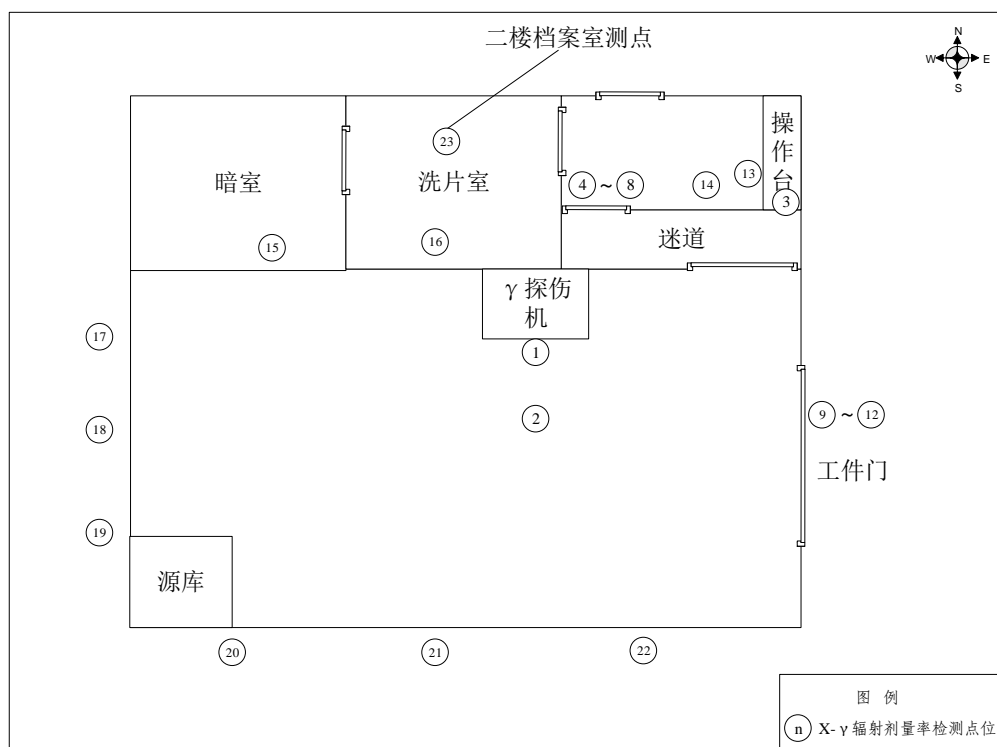 二楼档案室测点
N
W E
S
操作台
23
暗室
洗片室
4 ~ 8
14
13
3
15
16
迷道
γ 探伤机
17
1
2
18
9 ~ 12
工件门
19
源库
20
21
22
图 例
n X- γ 辐射剂量率检测点位